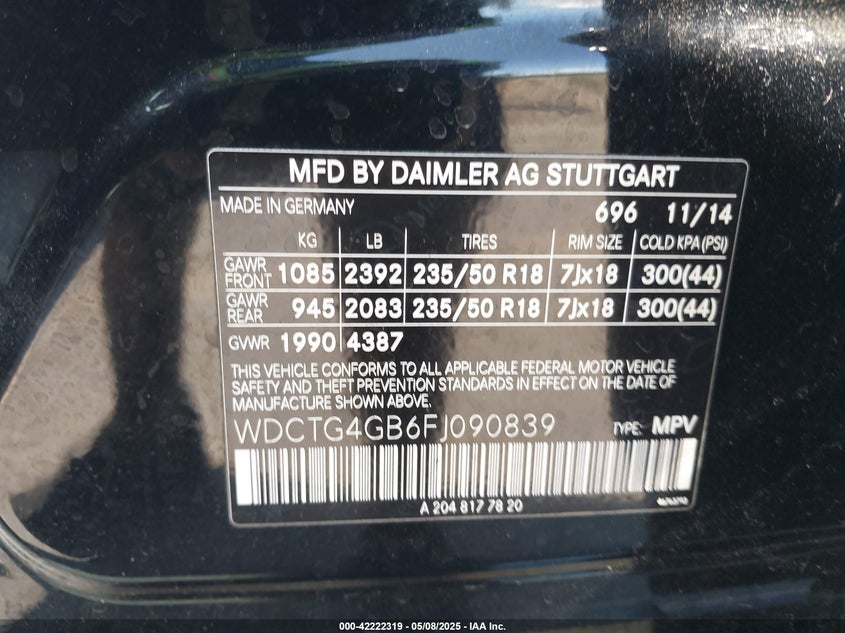 MFD BY DAIMLER AG STUTTGART
MADE IN GERMANY 696 11/14
KG LB TIRES RIM SIZE COLD KPA (PSI)
GAWR FRONT 1085 2392 235/50 R18 7Jx18 300(44)
GAWR REAR 945 2083 235/50 R18 7Jx18 300(44)
GVWR 1990 4387
THIS VEHICLE CONFORMS TO ALL APPLICABLE FEDERAL MOTOR VEHICLE
SAFETY AND THEFT PREVENTION STANDARDS IN EFFECT ON THE DATE OF
MANUFACTURE SHOWN ABOVE.
WDCTG4GB6FJ090839 TYPE: MPV
A 204 817 78 20
000-42222319 - 05/08/2025 - IAA Inc.